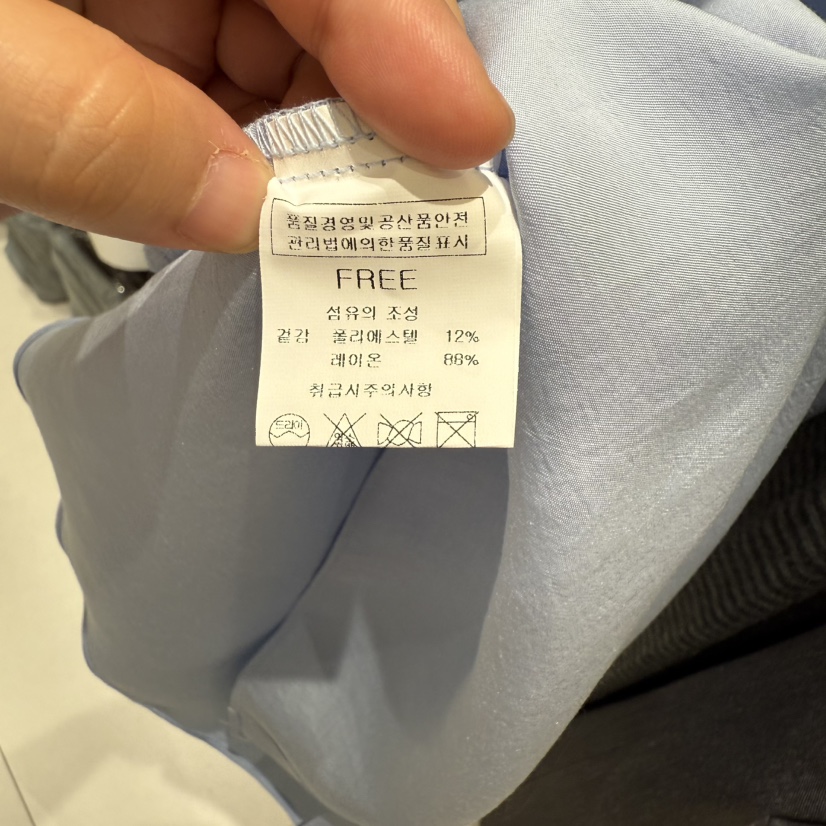 품질경영및공산품안전
관리법에의한품질표시
FREE
섬유의 조성
겉감 폴리에스텔 12%
레이온 88%
취급시주의사항
드라이 염소